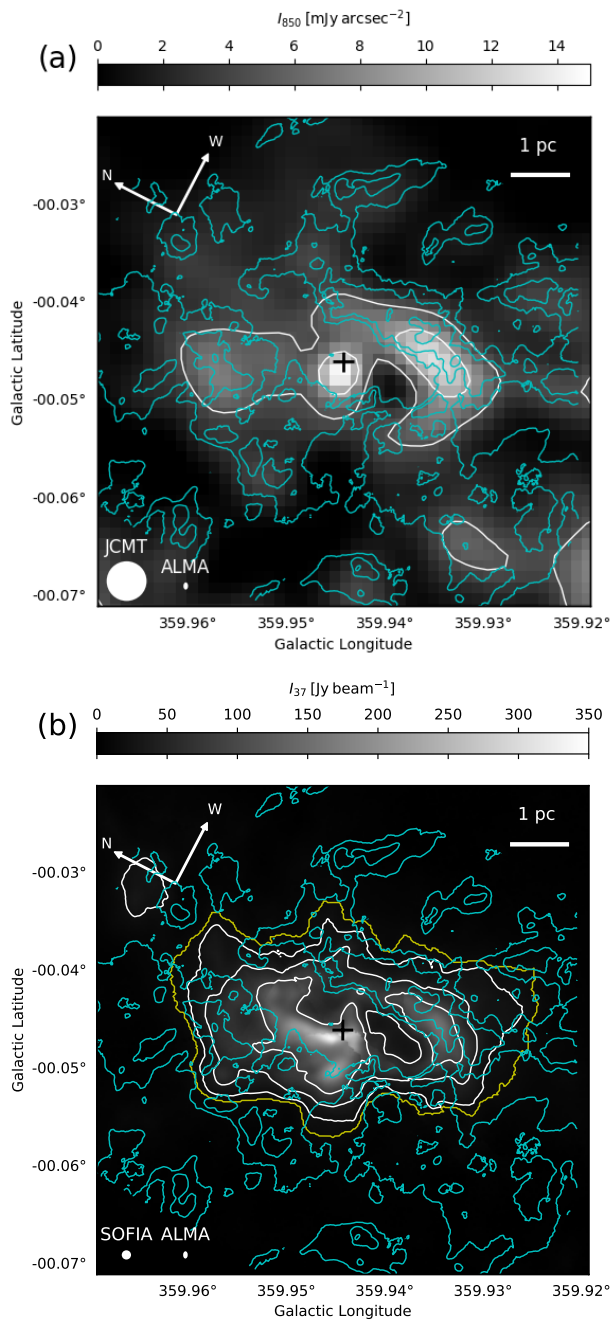 I850 [mJy arcsec−2]
(a)
0 2 4 6 8 10 12 14
W
N
1 pc
-00.03°
-00.04°
-00.05°
-00.06°
-00.07°
Galactic Latitude
JCMT
ALMA
359.96° 359.95° 359.94° 359.93° 359.92°
Galactic Longitude
I37 [Jy beam−1]
(b)
0 50 100 150 200 250 300 350
W
N
1 pc
-00.03°
-00.04°
-00.05°
-00.06°
-00.07°
Galactic Latitude
SOFIA ALMA
359.96° 359.95° 359.94° 359.93° 359.92°
Galactic Longitude